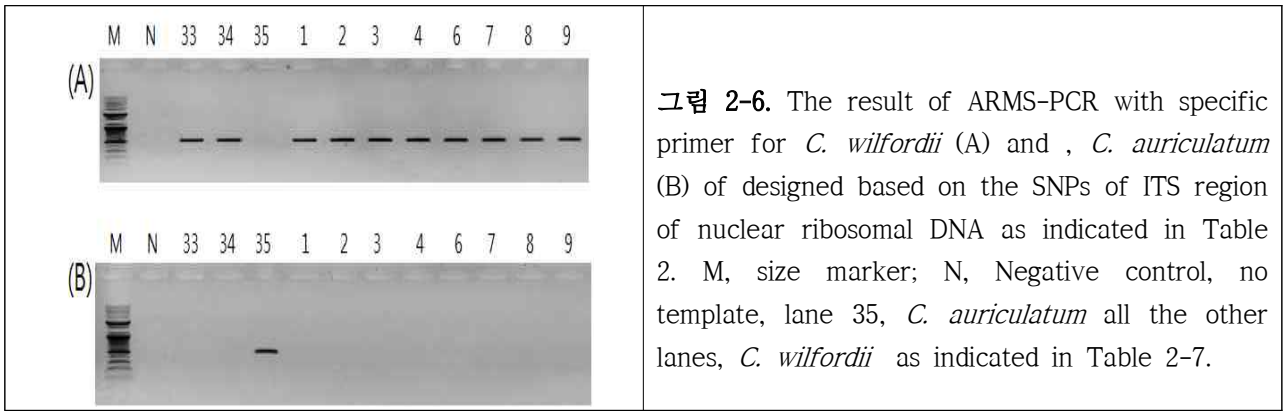 M N 33 34 35 1 2 3 4 6 7 8 9
(A)
M N 33 34 35 1 2 3 4 6 7 8 9
(B)
그림 2-6. The result of ARMS-PCR with specific
primer for C. wilfordii (A) and , C. auriculatum
(B) of designed based on the SNPs of ITS region
of nuclear ribosomal DNA as indicated in Table
2. M, size marker; N, Negative control, no
template, lane 35, C. auriculatum all the other
lanes, C. wilfordii as indicated in Table 2-7.